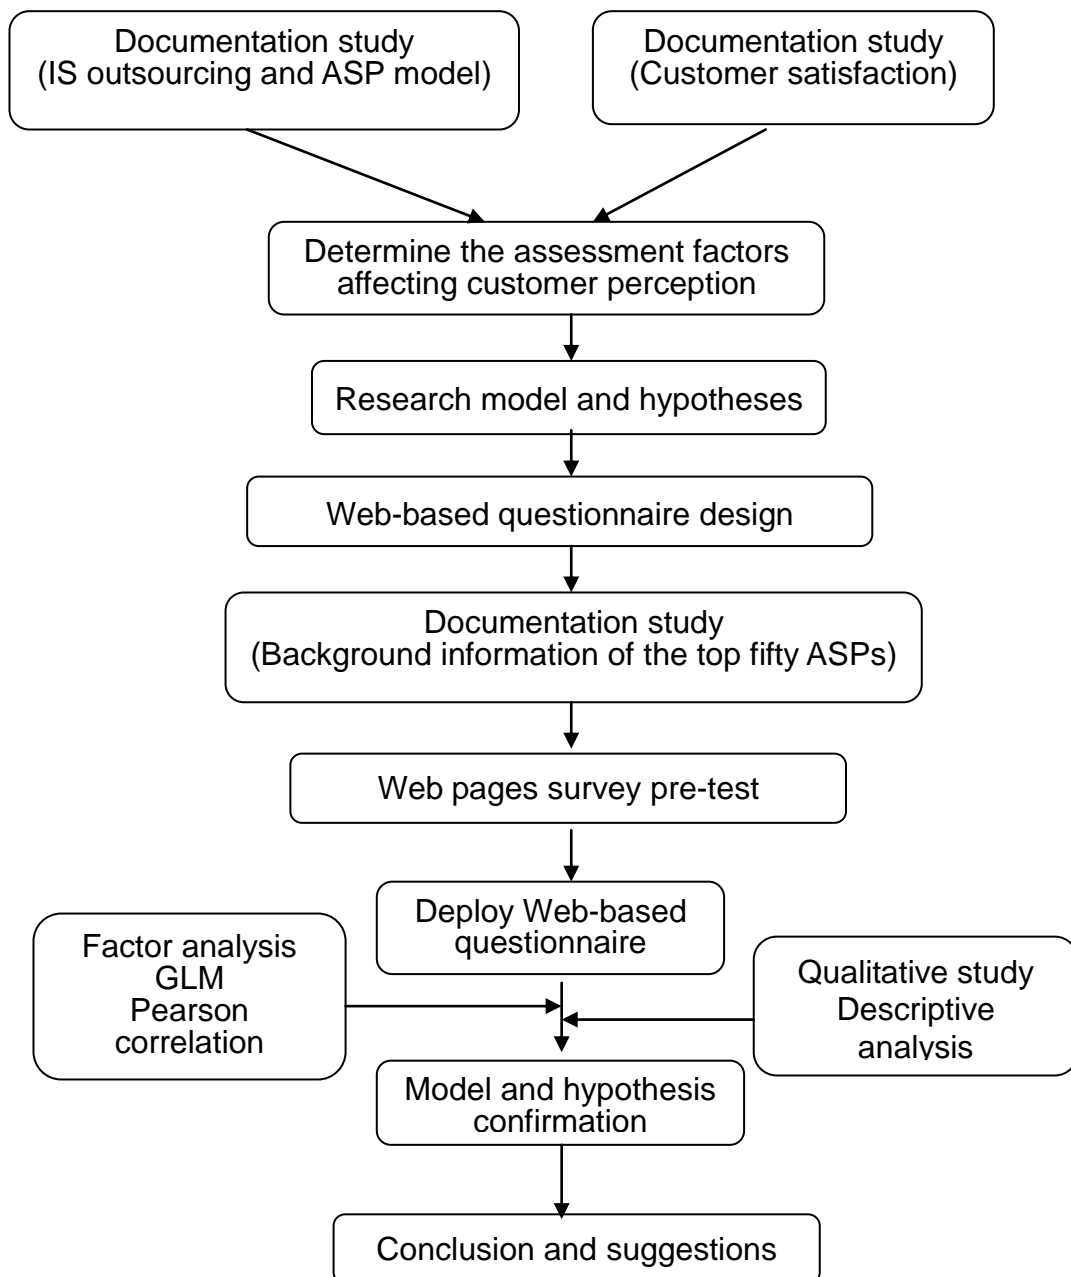 Documentation study
(IS outsourcing and ASP model)
Documentation study
(Customer satisfaction)
Determine the assessment factors
affecting customer perception
Research model and hypotheses
Web-based questionnaire design
Documentation study
(Background information of the top fifty ASPs)
Web pages survey pre-test
Deploy Web-based
questionnaire
Factor analysis
GLM
Pearson
correlation
Qualitative study
Descriptive
analysis
Model and hypothesis
confirmation
Conclusion and suggestions